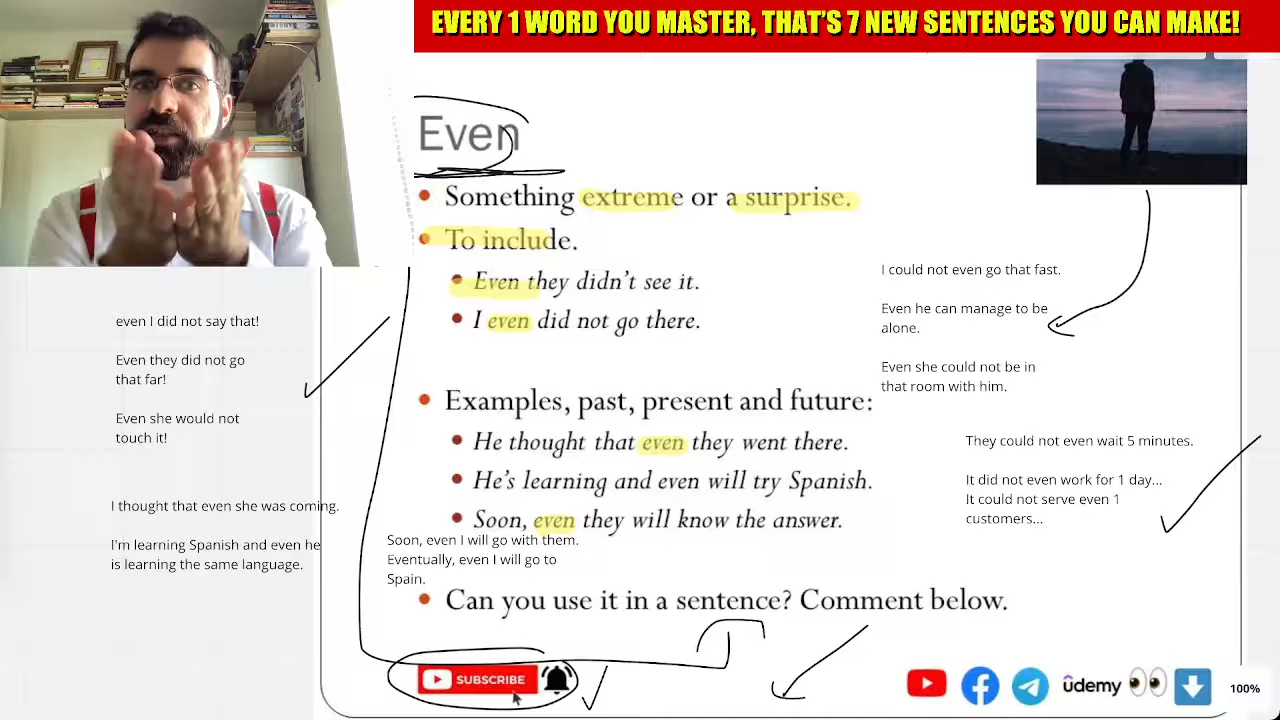 EVERY 1 WORD YOU MASTER, THAT'S 7 NEW SENTENCES YOU CAN MAKE!
Even
Something extreme or a surprise.
To include.
Even they didn't see it.
I even did not go there.
Examples, past, present and future:
He thought that even they went there.
He's learning and even will try Spanish.
Soon, even they will know the answer.
Soon, even I will go with them.
Eventually, even I will go to
Spain.
Can you use it in a sentence? Comment below.
even I did not say that!
Even they did not go
that far!
Even she would not
touch it!
I thought that even she was coming.
I'm learning Spanish and even he
is learning the same language.
I could not even go that fast.
Even he can manage to be
alone.
Even she could not be in
that room with him.
They could not even wait 5 minutes.
It did not even work for 1 day...
It could not serve even 1
customers...
SUBSCRIBE
ûdemy
100%